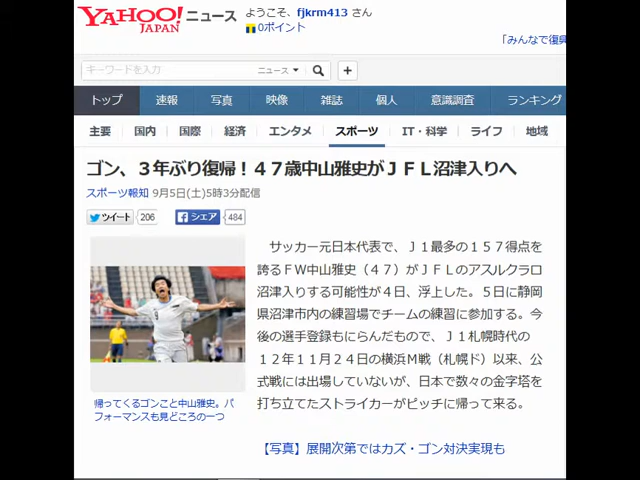 YAHOO!
JAPAN
ニュース
ようこそ、fjkrm413 さん
0ポイント
「みんなで復興
キーワードを入力
ニュース
トップ 速報 写真 映像 雑誌 個人 意識調査 ランキング
主要 国内 国際 経済 エンタメ スポーツ IT・科学 ライフ 地域
ゴン、３年ぶり復帰！４７歳中山雅史がＪＦＬ沼津入りへ
スポーツ報知 9月5日(土)5時3分配信
ツイート 206 シェア 484
サッカー元日本代表で、Ｊ１最多の１５７得点を
誇るＦＷ中山雅史（４７）がＪＦＬのアスルクラロ
沼津入りする可能性が４日、浮上した。５日に静岡
県沼津市内の練習場でチームの練習に参加する。今
後の選手登録もにらんだもので、Ｊ１札幌時代の
１２年１１月２４日の横浜Ｍ戦（札幌ド）以来、公
式戦には出場していないが、日本で数々の金字塔を
打ち立てたストライカーがピッチに帰って来る。
帰ってくるゴンこと中山雅史。パ
フォーマンスも見どころの一つ
【写真】展開次第ではカズ・ゴン対決実現も